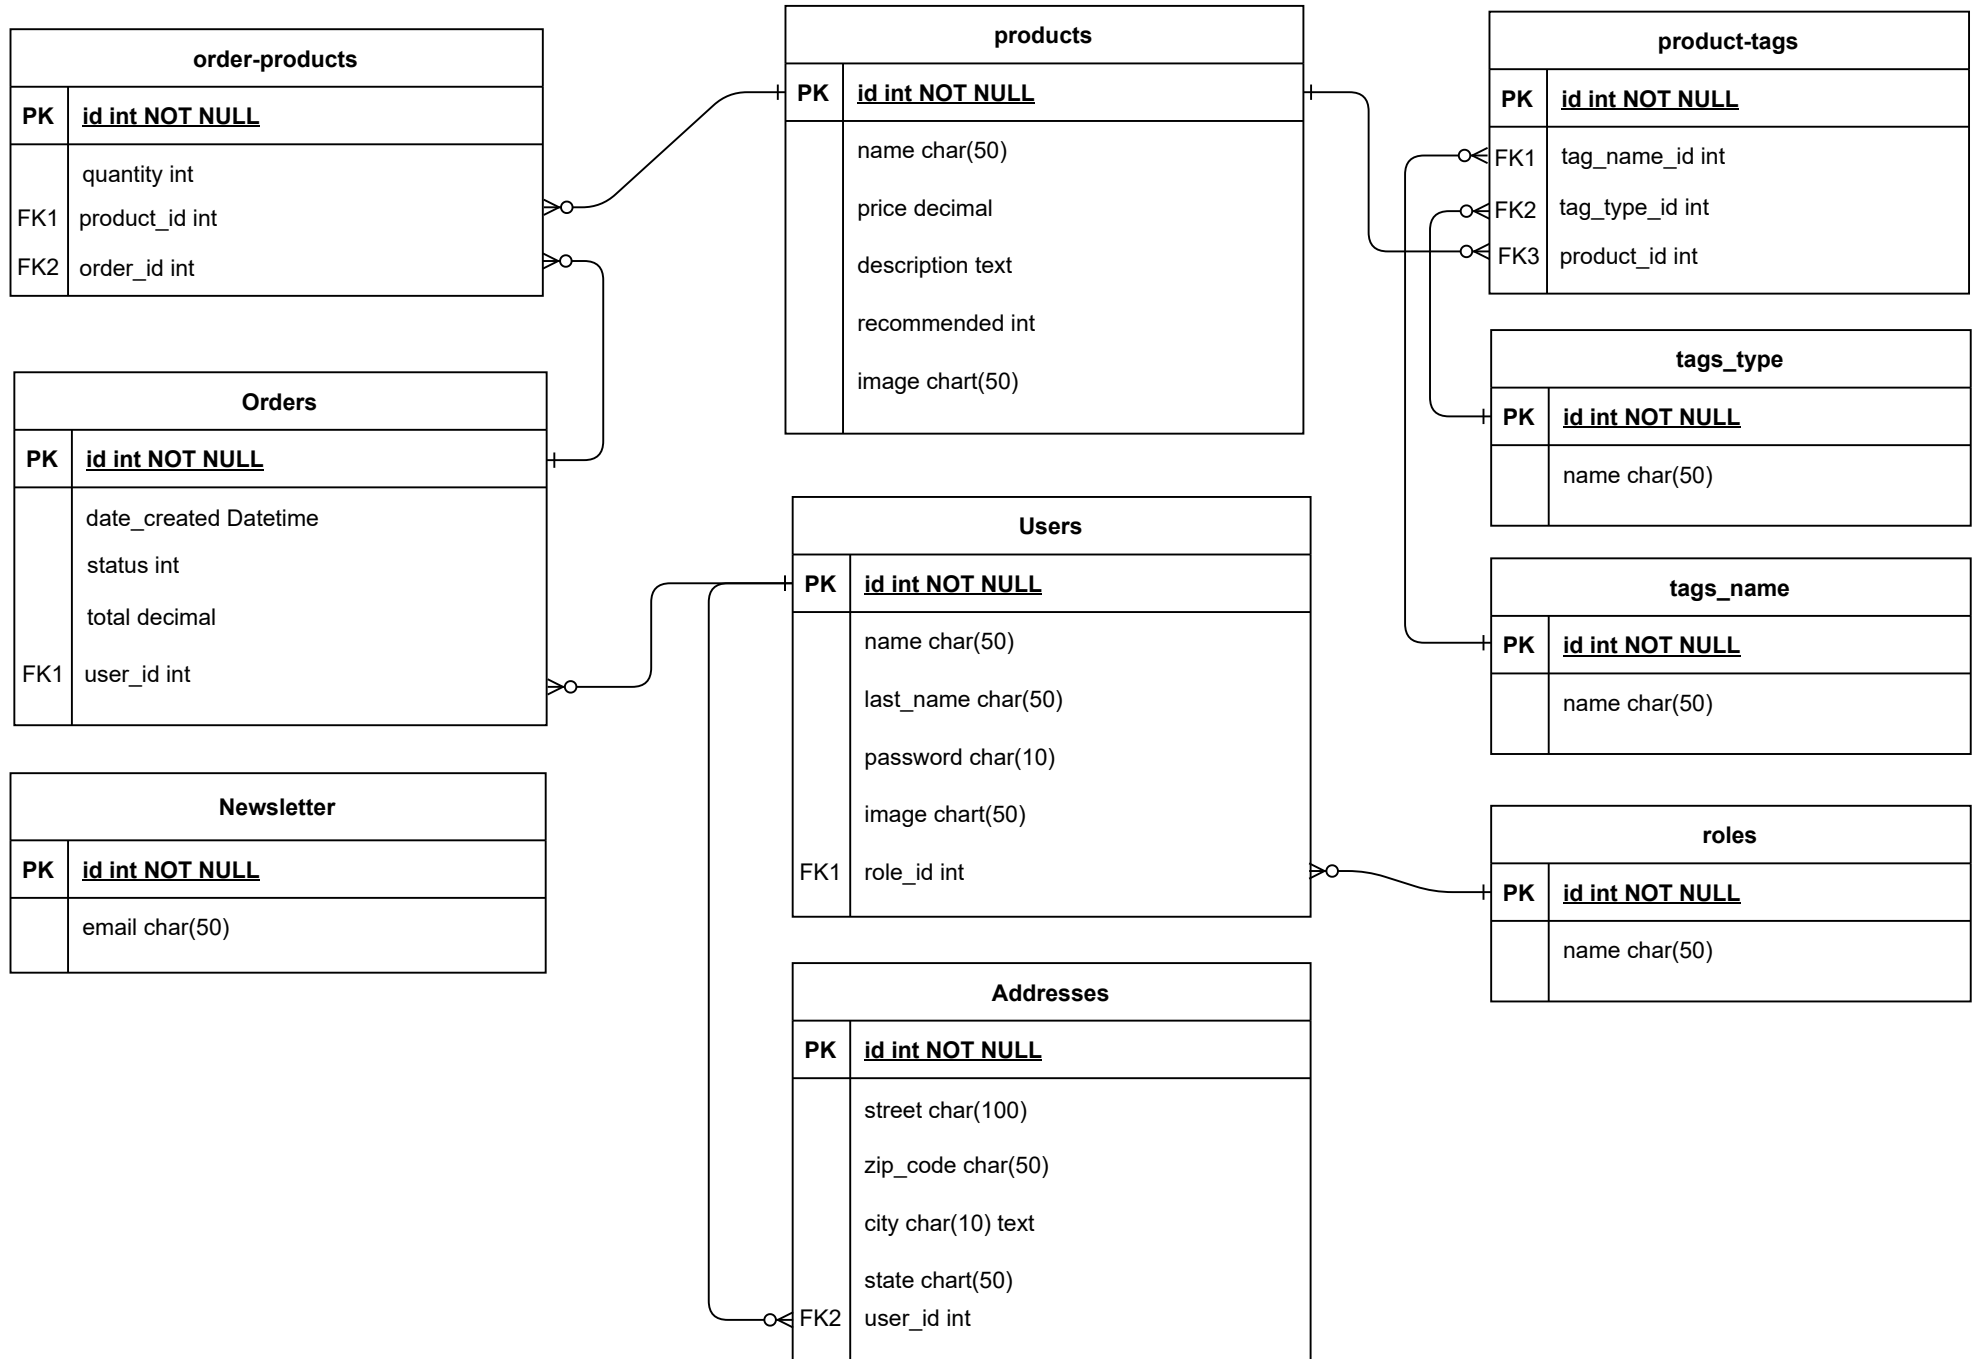 order-products
PK id int NOT NULL
quantity int
FK1 product_id int
FK2 order_id int
products
PK id int NOT NULL
name char(50)
price decimal
description text
recommended int
image chart(50)
product-tags
PK id int NOT NULL
FK1 tag_name_id int
FK2 tag_type_id int
FK3 product_id int
Orders
PK id int NOT NULL
date_created Datetime
status int
total decimal
FK1 user_id int
tags_type
PK id int NOT NULL
name char(50)
Users
PK id int NOT NULL
name char(50)
last_name char(50)
password char(10)
image chart(50)
FK1 role_id int
tags_name
PK id int NOT NULL
name char(50)
Newsletter
PK id int NOT NULL
email char(50)
roles
PK id int NOT NULL
name char(50)
Addresses
PK id int NOT NULL
street char(100)
zip_code char(50)
city char(10) text
state chart(50)
FK2 user_id int